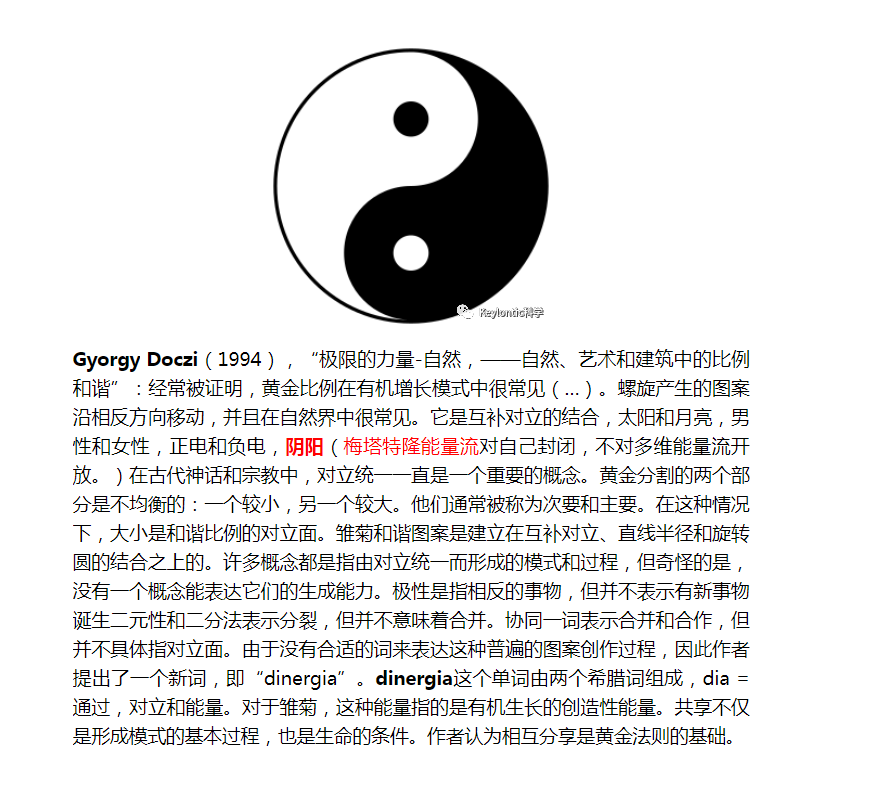 Keylontic科学
Gyorgy Doczi（1994），“极限的力量-自然，——自然、艺术和建筑中的比例
和谐”：经常被证明，黄金比例在有机增长模式中很常见（…）。螺旋产生的图案
沿相反方向移动，并且在自然界中很常见。它是互补对立的结合，太阳和月亮，男
性和女性，正电和负电，阴阳（梅塔特隆能量流对自己封闭，不对多维能量流开
放。）在古代神话和宗教中，对立统一一直是一个重要的概念。黄金分割的两个部
分是不均衡的：一个较小，另一个较大。他们通常被称为次要和主要。在这种情况
下，大小是和谐比例的对立面。雏菊和谐图案是建立在互补对立、直线半径和旋转
圆的结合之上的。许多概念都是指由对立统一而形成的模式和过程，但奇怪的是，
没有一个概念能表达它们的生成能力。极性是指相反的事物，但并不表示有新事物
诞生二元性和二分法表示分裂，但并不意味着合并。协同一词表示合并和合作，但
并不具体指对立面。由于没有合适的词来表达这种普遍的图案创作过程，因此作者
提出了一个新词，即“dinergia”。dinergia这个单词由两个希腊词组成，dia =
通过，对立和能量。对于雏菊，这种能量指的是有机生长的创造性能量。共享不仅
是形成模式的基本过程，也是生命的条件。作者认为相互分享是黄金法则的基础。